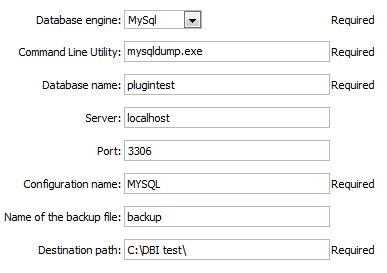 Database engine: MySql Required
Command Line Utility: mysqldump.exe Required
Database name: plugintest Required
Server: localhost
Port: 3306
Configuration name: MYSQL Required
Name of the backup file: backup
Destination path: C:\DBI test\ Required